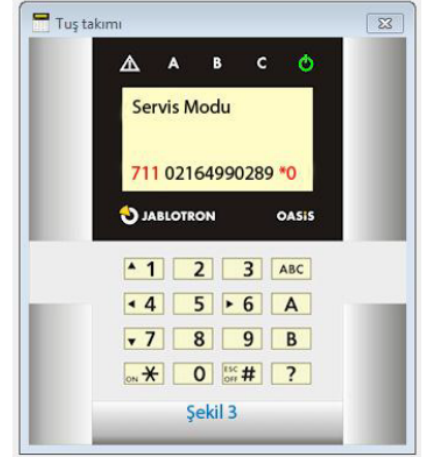 Tuş takımı
A B C
Servis Modu
711 02164990289 *0
JABLOTRON OASiS
1 2 3 ABC
4 5 6 A
7 8 9 B
ON * 0 ESC OFF # ?
Şekil 3